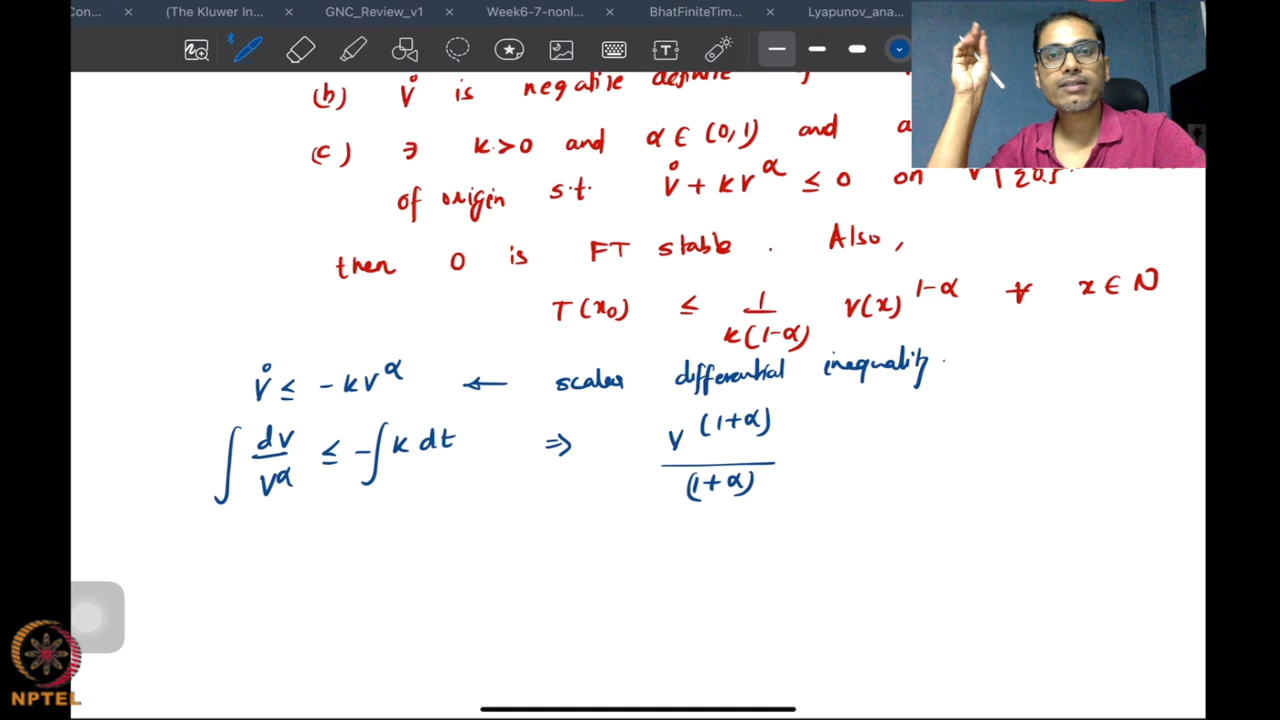 Con... × (The Kluwer In... × GNC_Review_v1 × Week6-7-nonl... × BhatFiniteTim... × Lyapunov_ana...
(b) V̇ is negative definite
(c) ∃ k>0 and α ∈ (0,1) and a
of origin s.t. V̇ + kV^α ≤ 0 on
then 0 is FT stable. Also,
T(x₀) ≤ 1/(k(1-α)) V(x)^(1-α) ∀ x ∈ N
V̇ ≤ -kV^α ← scalar differential inequality.
∫ dV/V^α ≤ -∫ k dt ⇒ V^(1+α)/(1+α)
NPTEL